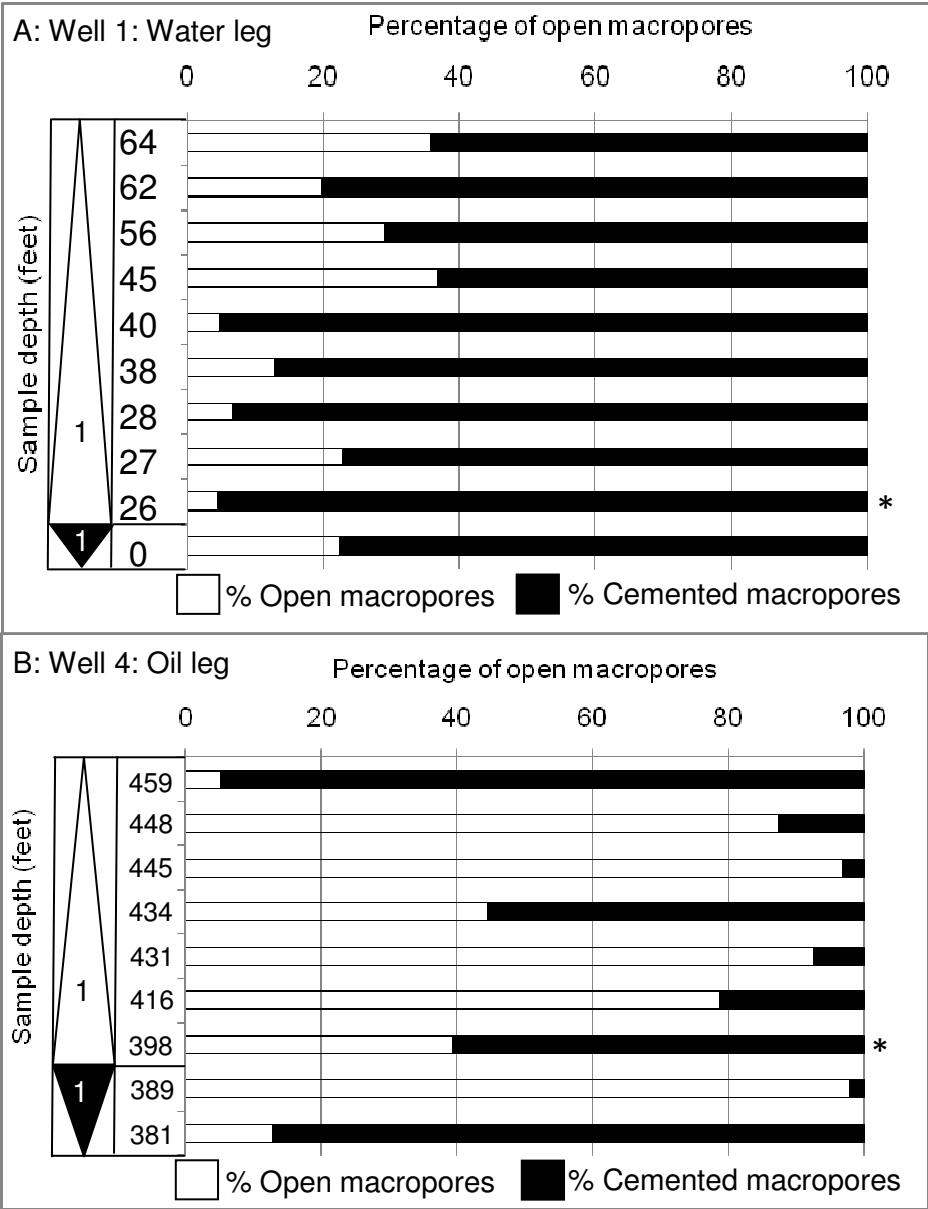 A: Well 1: Water leg
Percentage of open macropores
0 20 40 60 80 100
Sample depth (feet)
64
62
56
45
40
38
28
27
26 *
0
1
1
% Open macropores % Cemented macropores
B: Well 4: Oil leg
Percentage of open macropores
0 20 40 60 80 100
Sample depth (feet)
459
448
445
434
431
416
398 *
389
381
1
1
% Open macropores % Cemented macropores